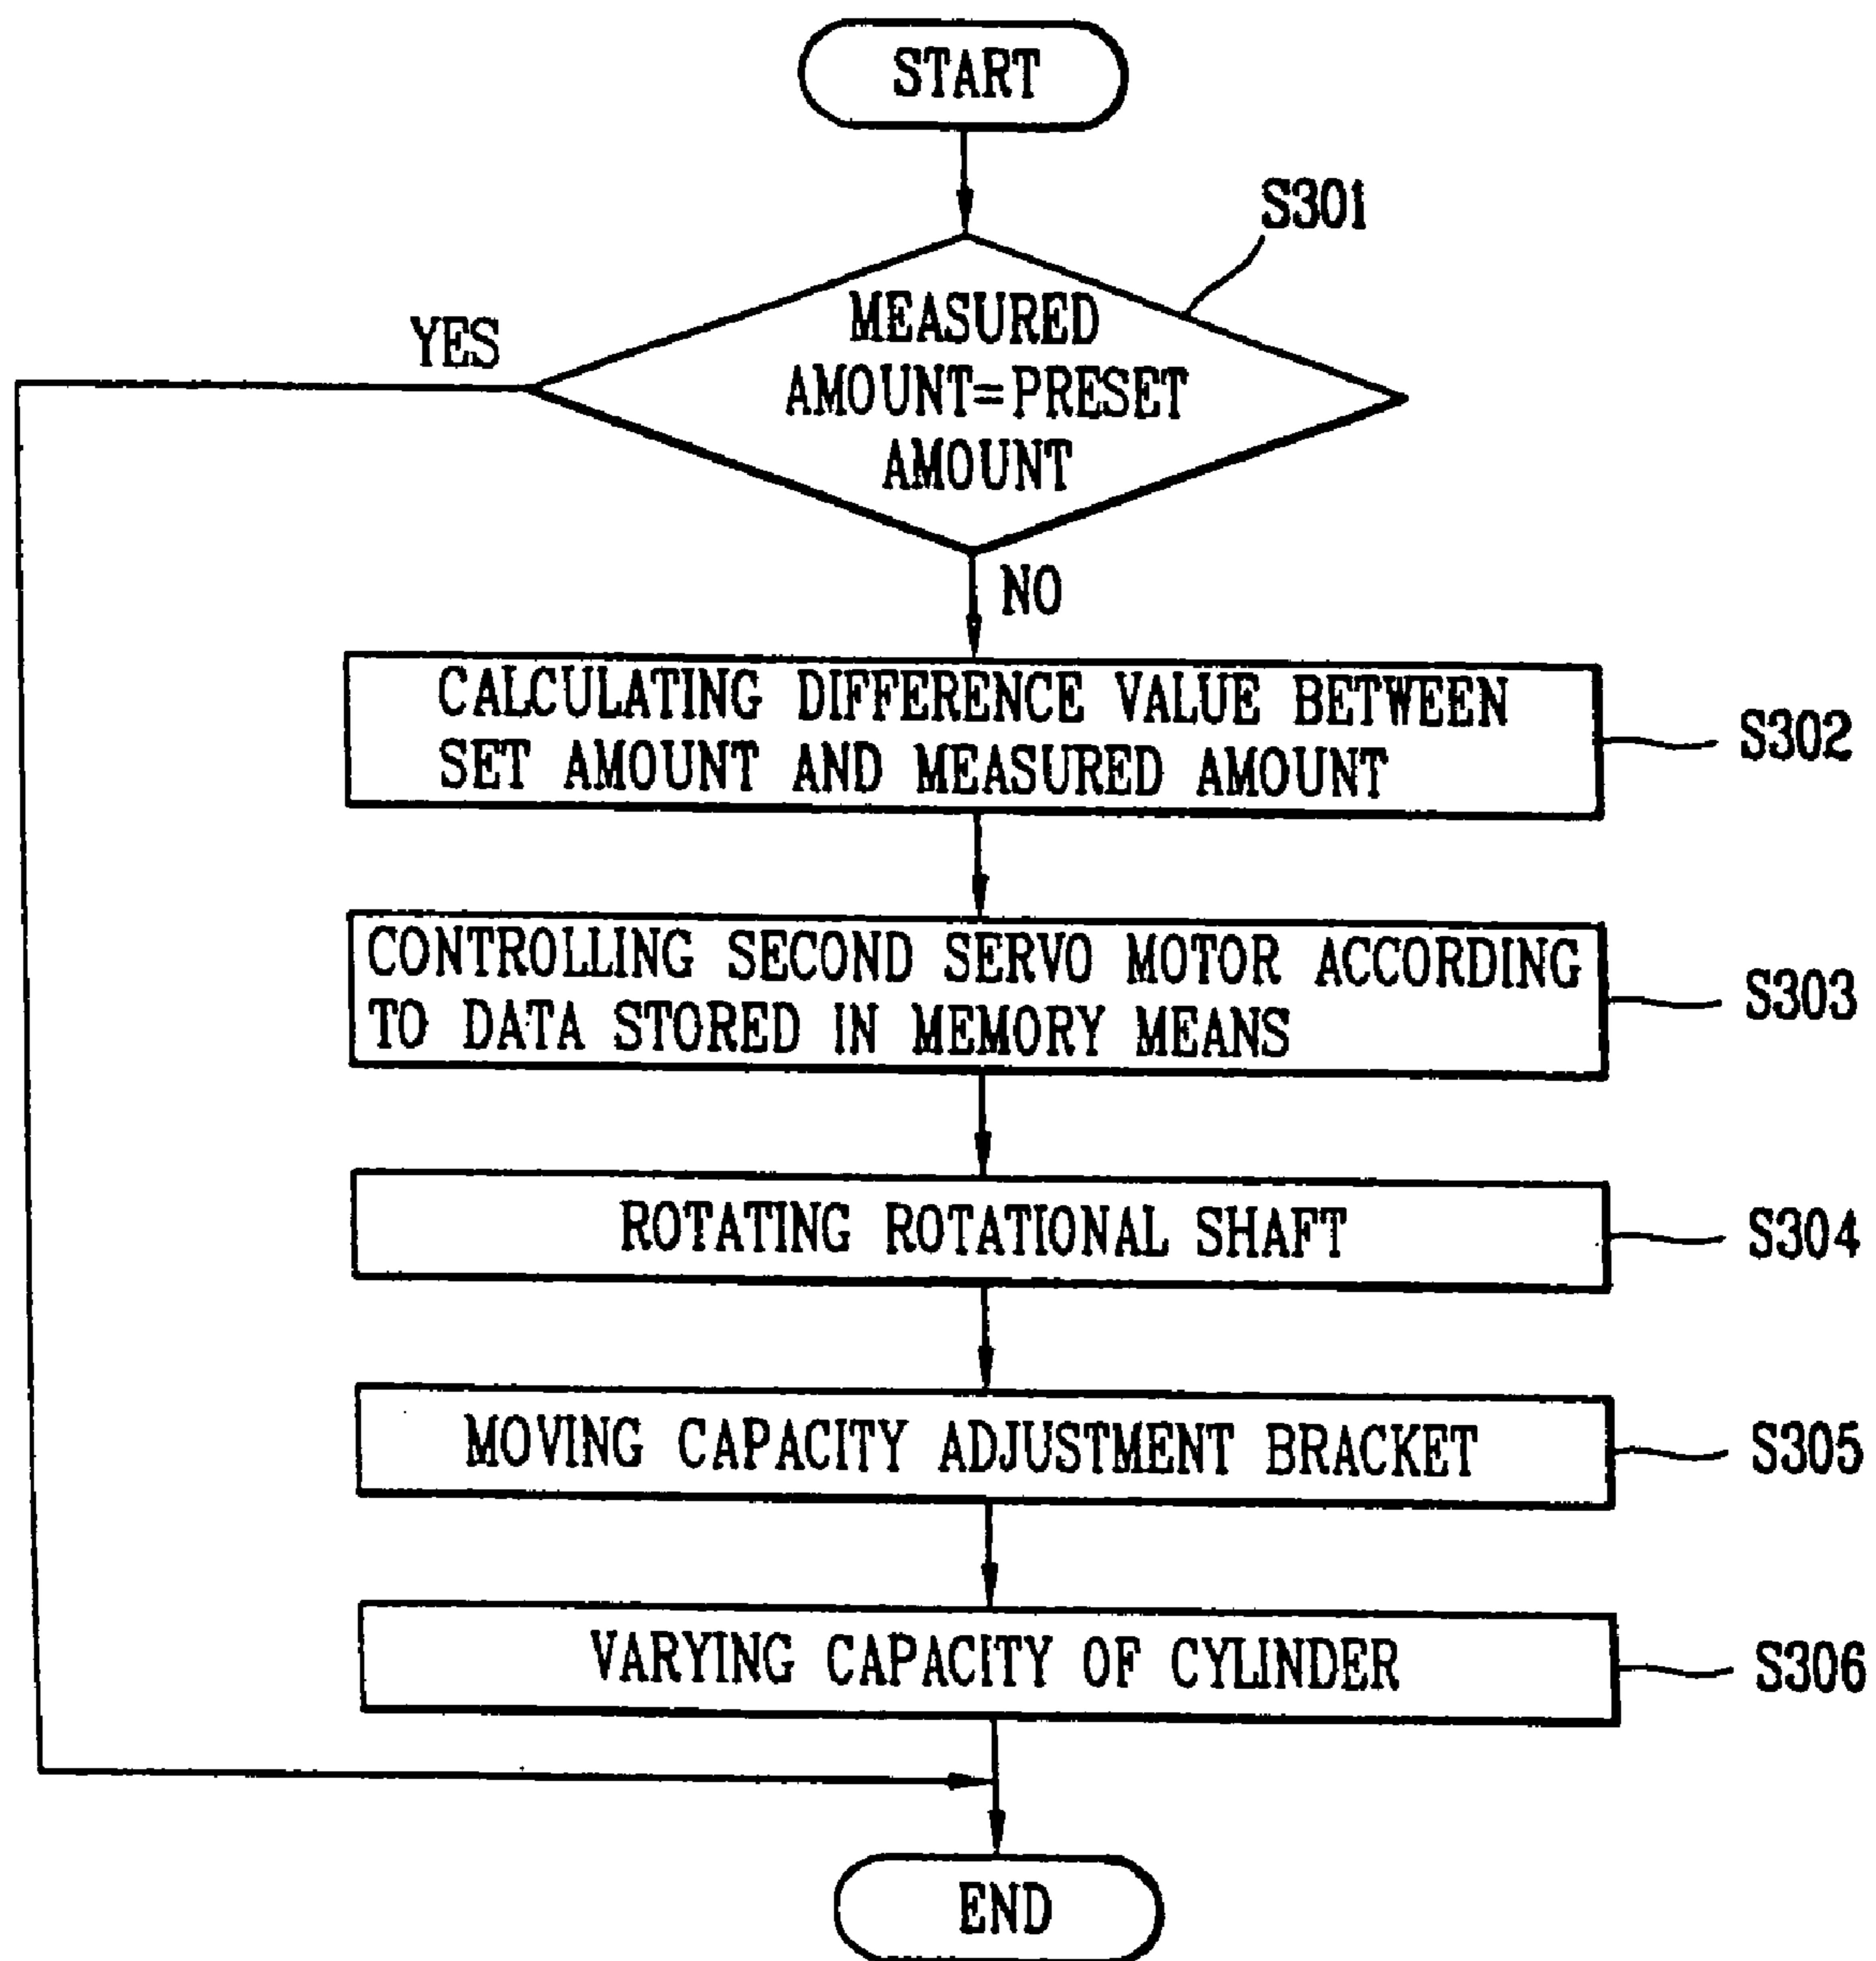 START
S301
MEASURED
AMOUNT=PRESET
AMOUNT
YES
NO
CALCULATING DIFFERENCE VALUE BETWEEN
SET AMOUNT AND MEASURED AMOUNT
S302
CONTROLLING SECOND SERVO MOTOR ACCORDING
TO DATA STORED IN MEMORY MEANS
S303
ROTATING ROTATIONAL SHAFT
S304
MOVING CAPACITY ADJUSTMENT BRACKET
S305
VARYING CAPACITY OF CYLINDER
S306
END